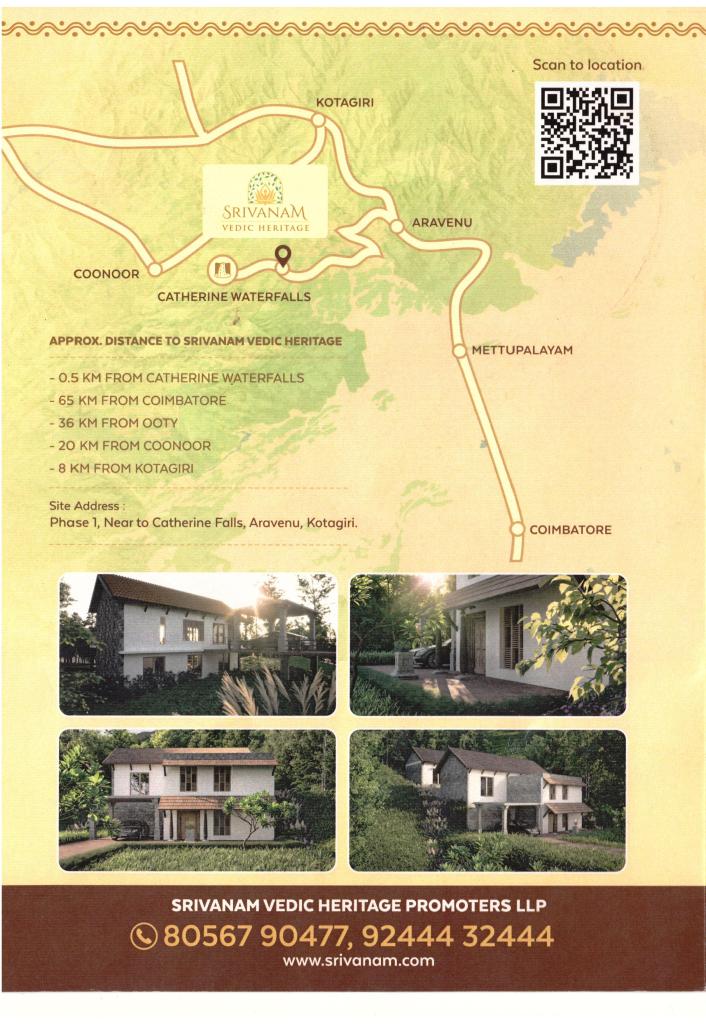 Scan to location
KOTAGIRI
SRIVANAM
VEDIC HERITAGE
ARAVENU
COONOOR
CATHERINE WATERFALLS
APPROX. DISTANCE TO SRIVANAM VEDIC HERITAGE
METTUPALAYAM
- 0.5 KM FROM CATHERINE WATERFALLS
- 65 KM FROM COIMBATORE
- 36 KM FROM OOTY
- 20 KM FROM COONOOR
- 8 KM FROM KOTAGIRI
Site Address :
Phase 1, Near to Catherine Falls, Aravenu, Kotagiri.
COIMBATORE
SRIVANAM VEDIC HERITAGE PROMOTERS LLP
80567 90477, 92444 32444
www.srivanam.com